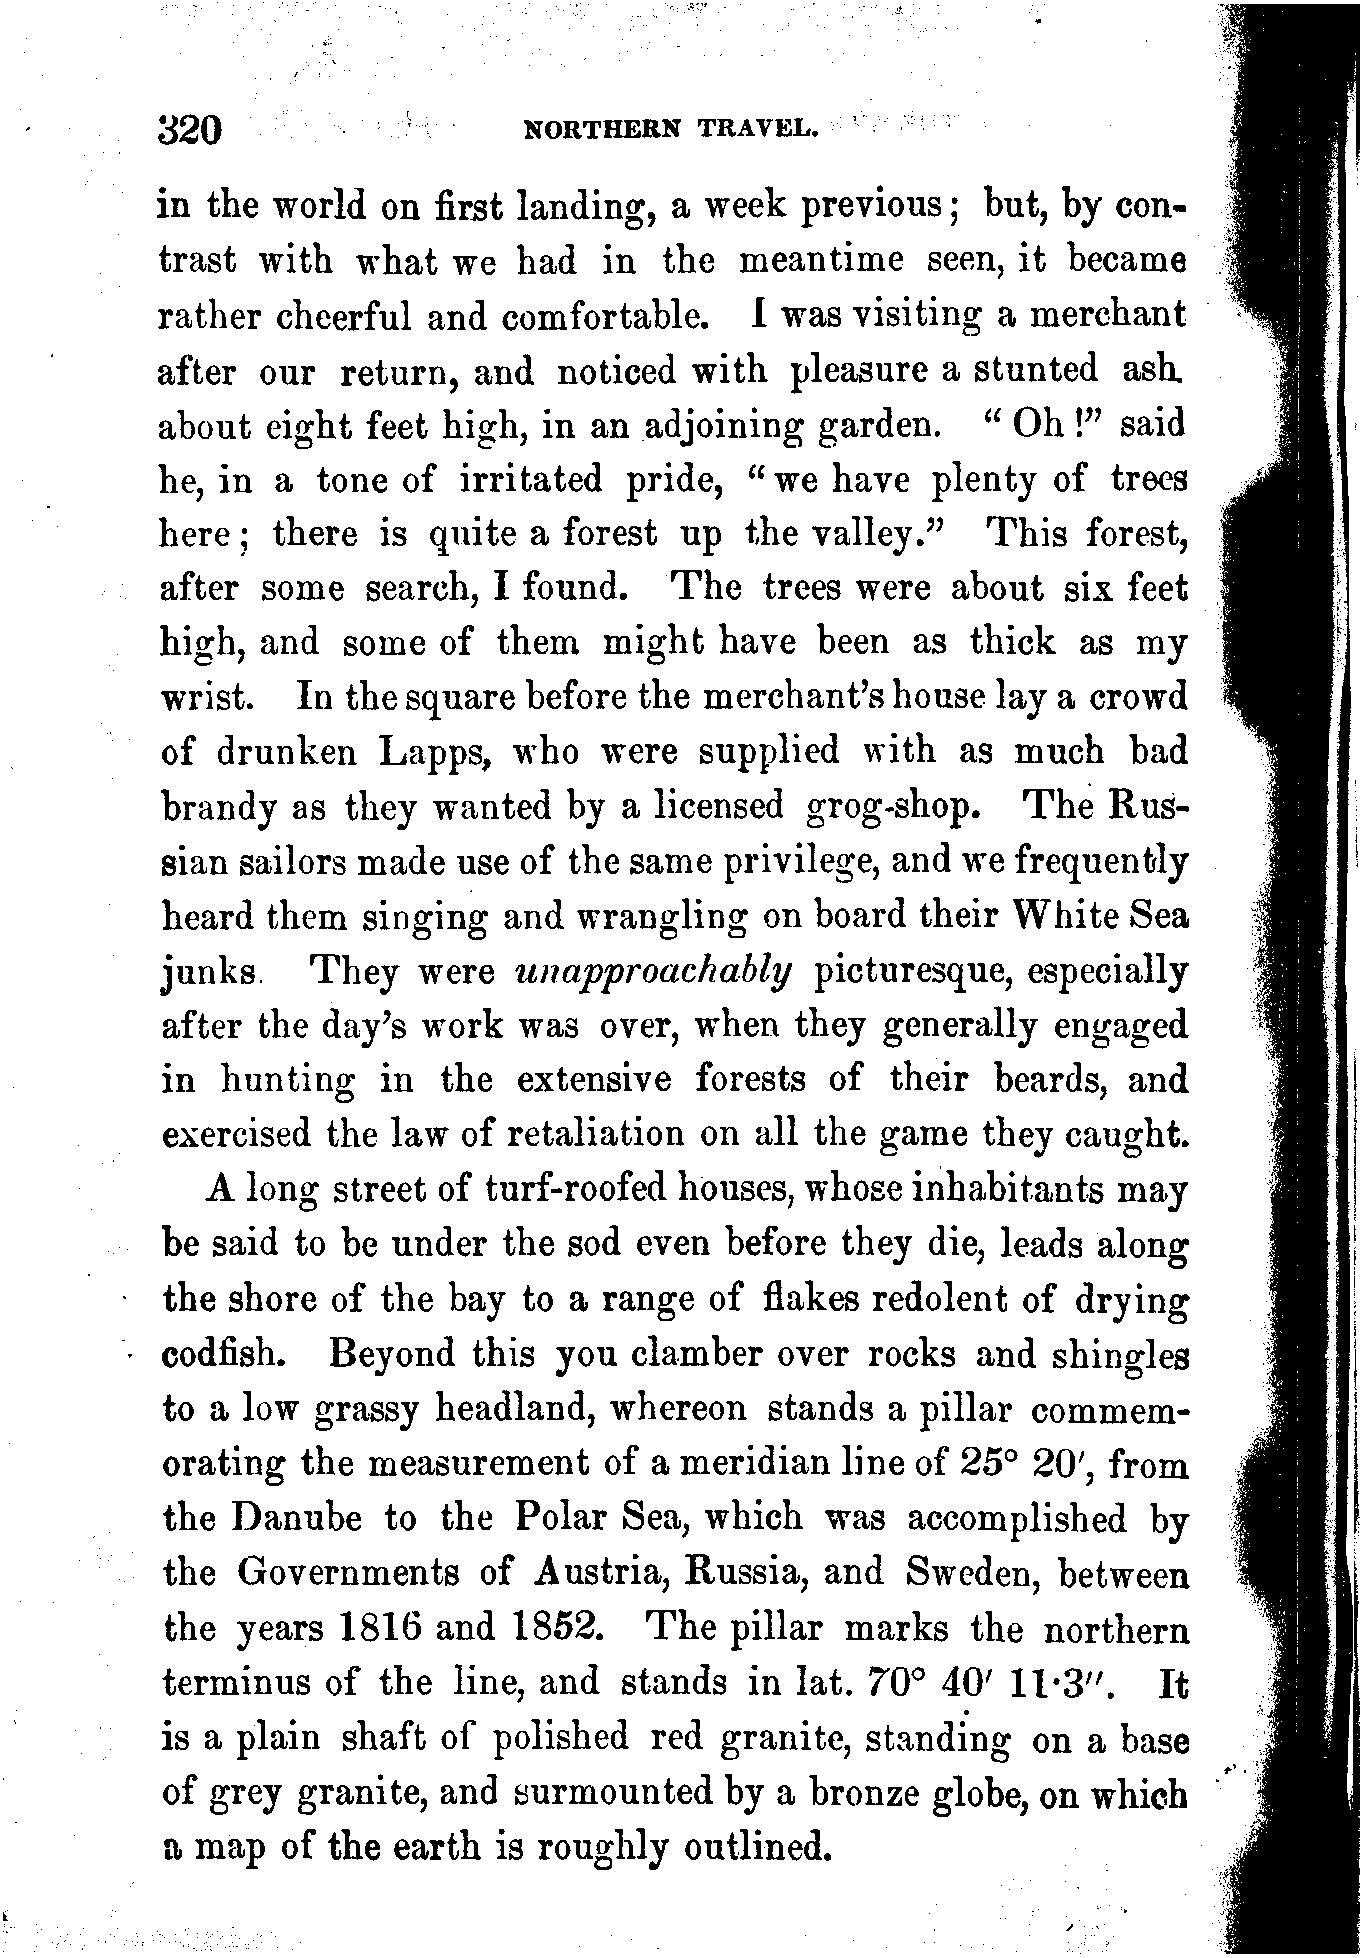 320 NORTHERN TRAVEL.
in the world on first landing, a week previous; but, by con-
trast with what we had in the meantime seen, it became
rather cheerful and comfortable. I was visiting a merchant
after our return, and noticed with pleasure a stunted ash
about eight feet high, in an adjoining garden. “Oh!” said
he, in a tone of irritated pride, “we have plenty of trees
here; there is quite a forest up the valley.” This forest,
after some search, I found. The trees were about six feet
high, and some of them might have been as thick as my
wrist. In the square before the merchant’s house lay a crowd
of drunken Lapps, who were supplied with as much bad
brandy as they wanted by a licensed grog-shop. The Rus-
sian sailors made use of the same privilege, and we frequently
heard them singing and wrangling on board their White Sea
junks. They were unapproachably picturesque, especially
after the day’s work was over, when they generally engaged
in hunting in the extensive forests of their beards, and
exercised the law of retaliation on all the game they caught.
A long street of turf-roofed houses, whose inhabitants may
be said to be under the sod even before they die, leads along
the shore of the bay to a range of flakes redolent of drying
codfish. Beyond this you clamber over rocks and shingles
to a low grassy headland, whereon stands a pillar commem-
orating the measurement of a meridian line of 25° 20′, from
the Danube to the Polar Sea, which was accomplished by
the Governments of Austria, Russia, and Sweden, between
the years 1816 and 1852. The pillar marks the northern
terminus of the line, and stands in lat. 70° 40′ 11·3″. It
is a plain shaft of polished red granite, standing on a base
of grey granite, and surmounted by a bronze globe, on which
a map of the earth is roughly outlined.